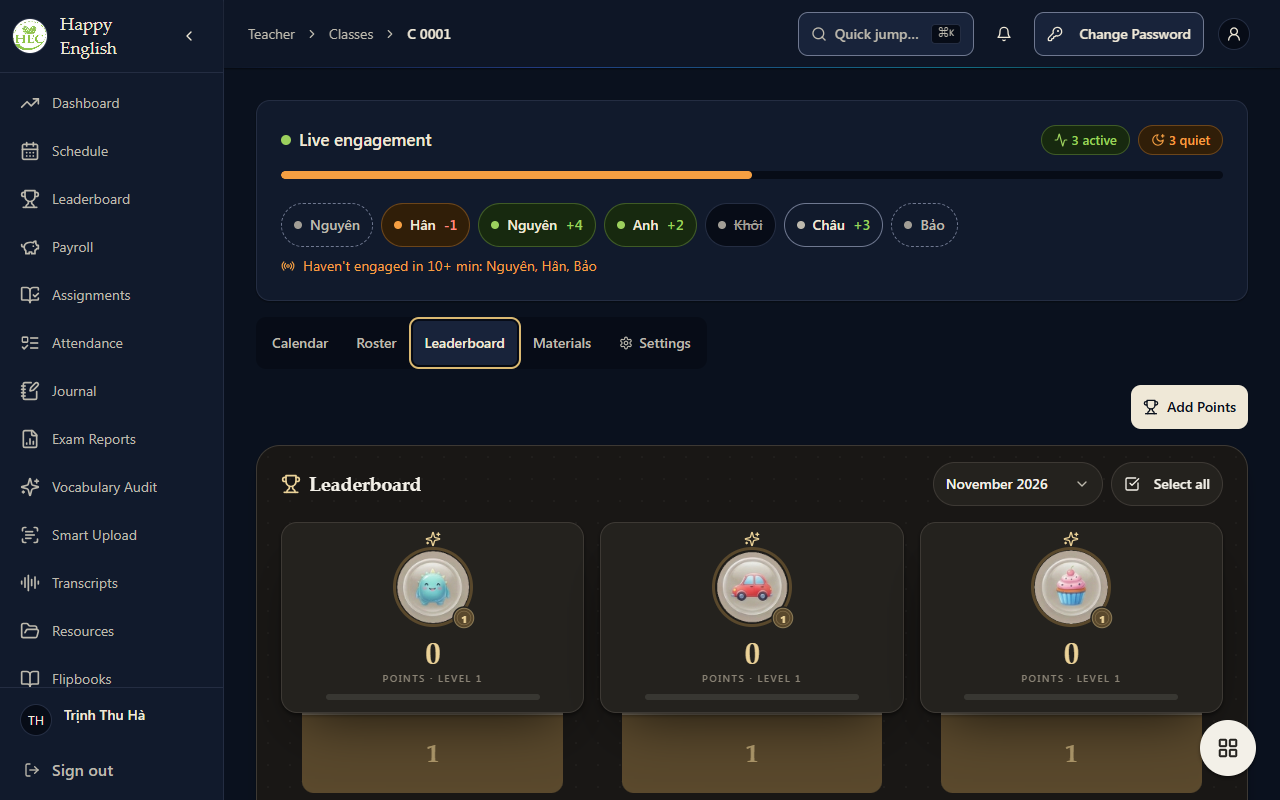 HEC
Happy
English
Dashboard
Schedule
Leaderboard
Payroll
Assignments
Attendance
Journal
Exam Reports
Vocabulary Audit
Smart Upload
Transcripts
Resources
Flipbooks
TH Trịnh Thu Hà
Sign out
Teacher > Classes > C 0001
Quick jump... ⌘K
Change Password
Live engagement
3 active
3 quiet
Nguyên
Hân -1
Nguyên +4
Anh +2
Khôi
Châu +3
Bảo
Haven't engaged in 10+ min: Nguyên, Hân, Bảo
Calendar
Roster
Leaderboard
Materials
Settings
Add Points
Leaderboard
November 2026
Select all
1
0
POINTS · LEVEL 1
1
1
0
POINTS · LEVEL 1
1
1
0
POINTS · LEVEL 1
1